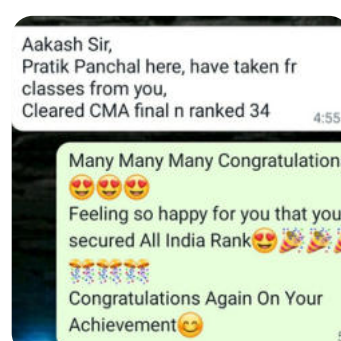 Aakash Sir,
Pratik Panchal here, have taken fr
classes from you,
Cleared CMA final n ranked 34
4:55
Many Many Many Congratulation
😍😍😍
Feeling so happy for you that you
secured All India Rank😍🎉🎉
🎊🎊🎊🎊
Congratulations Again On Your
Achievement😊